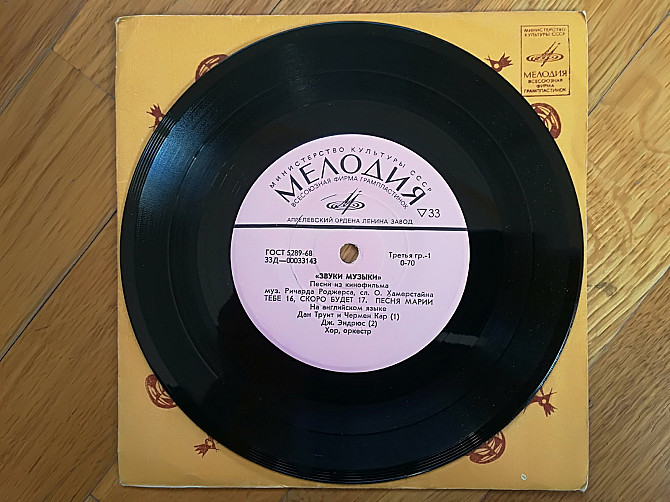 МИНИСТЕРСТВО
КУЛЬТУРЫ СССР
МЕЛОДИЯ
ВСЕСОЮЗНАЯ
ФИРМА
ГРАМПЛАСТИНОК
МИНИСТЕРСТВО КУЛЬТУРЫ СССР
МЕЛОДИЯ
ВСЕСОЮЗНАЯ ФИРМА ГРАМПЛАСТИНОК
33
АПРЕЛЕВСКИЙ ОРДЕНА ЛЕНИНА ЗАВОД
ГОСТ 5289-68
33Д—00033143
Третья гр.-1
0-70
«ЗВУКИ МУЗЫКИ»
Песни из кинофильма
муз. Ричарда Роджерса, сл. О. Хамерстайна
ТЕБЕ 16, СКОРО БУДЕТ 17. ПЕСНЯ МАРИИ
На английском языке
Дан Труит и Чермен Кар (1)
Дж. Эндрюс (2)
Хор, оркестр